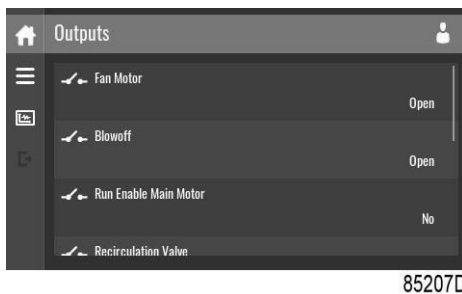 Outputs
Fan Motor
Open
Blowoff
Open
Run Enable Main Motor
No
Recirculation Valve
85207D